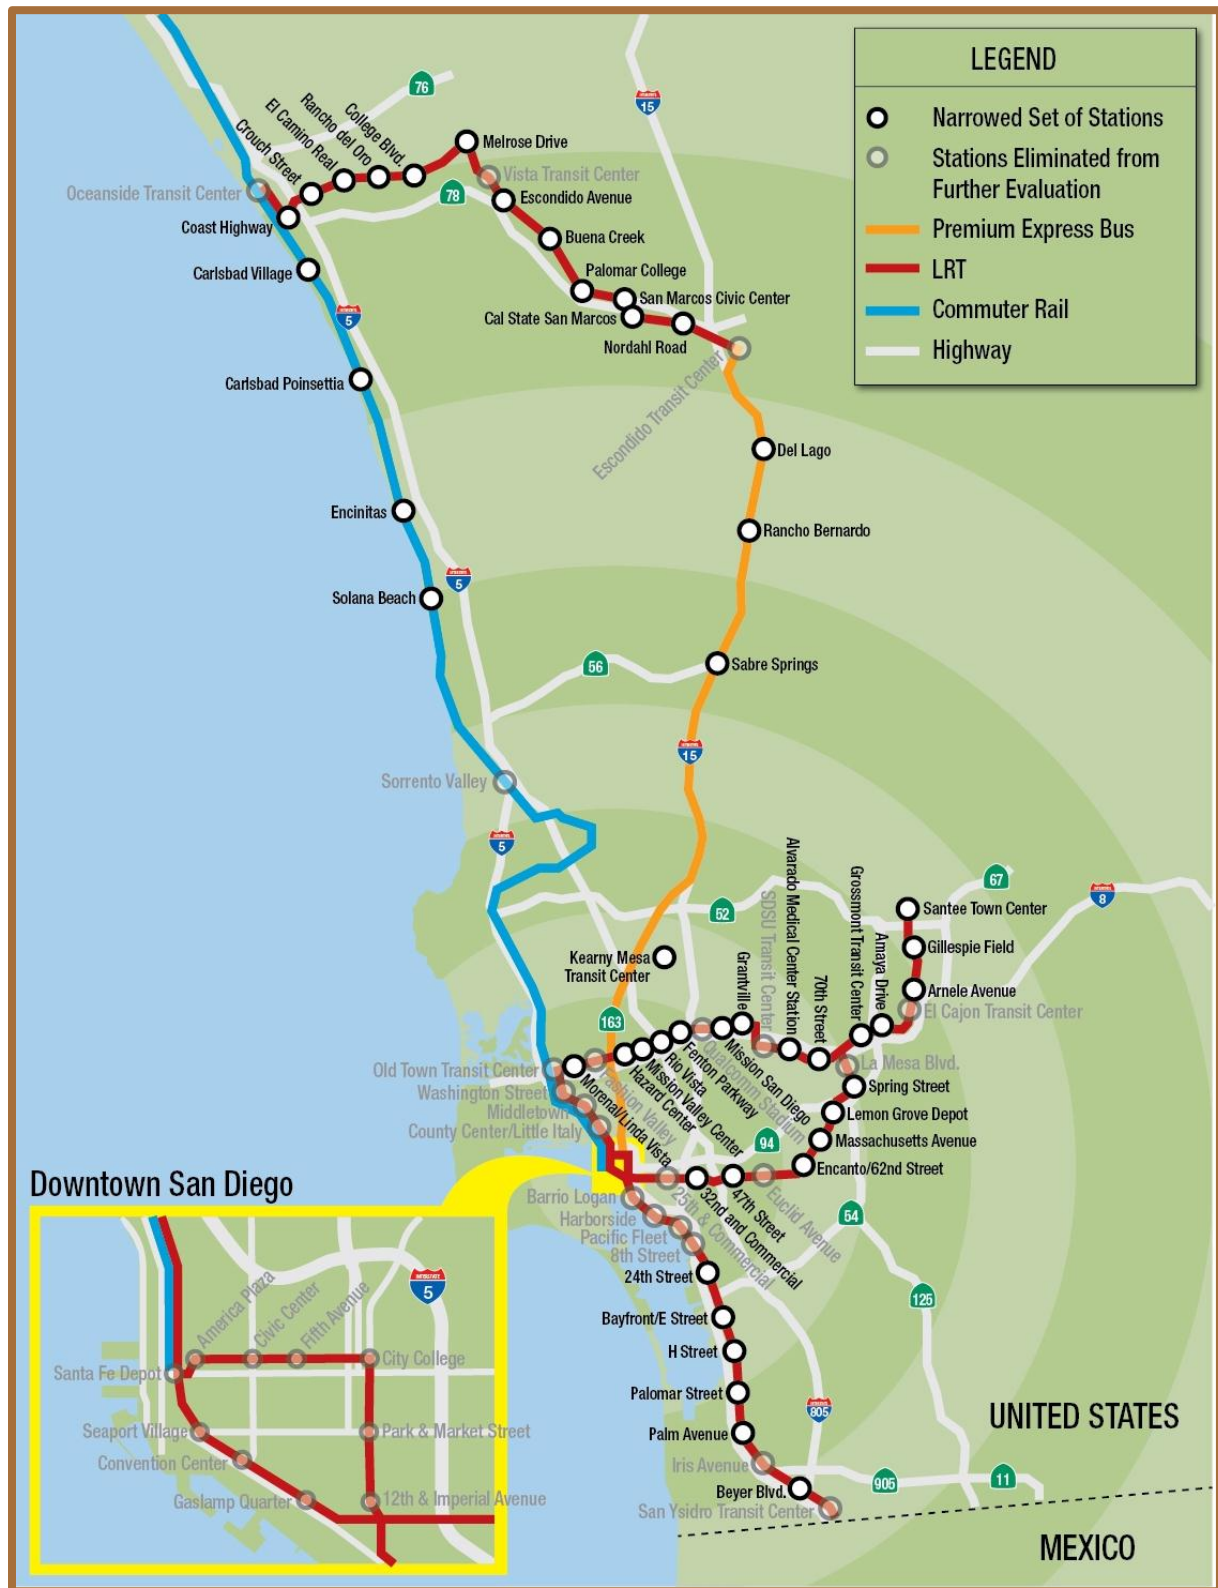 LEGEND
Narrowed Set of Stations
Stations Eliminated from
Further Evaluation
Premium Express Bus
LRT
Commuter Rail
Highway
76
INTERSTATE
15
College Blvd.
Rancho del Oro
El Camino Real
Crouch Street
Melrose Drive
Vista Transit Center
Oceanside Transit Center
78
Escondido Avenue
Coast Highway
Buena Creek
Carlsbad Village
Palomar College
San Marcos Civic Center
INTERSTATE
5
Cal State San Marcos
Nordahl Road
Escondido Transit Center
Carlsbad Poinsettia
Del Lago
Encinitas
Rancho Bernardo
INTERSTATE
5
Solana Beach
56
Sabre Springs
INTERSTATE
15
Sorrento Valley
INTERSTATE
5
67
INTERSTATE
8
52
Santee Town Center
Gillespie Field
Arnele Avenue
El Cajon Transit Center
Amaya Drive
Grossmont Transit Center
70th Street
Alvarado Medical Center Station
SDSU Transit Center
Grantville
Kearny Mesa
Transit Center
163
Old Town Transit Center
Washington Street
Middletown
County Center/Little Italy
Morenal/Linda Vista
Fashion Valley
Hazard Center
Mission Valley Center
Rio Vista
Fenton Parkway
Qualcomm Stadium
Mission San Diego
La Mesa Blvd.
Spring Street
Lemon Grove Depot
Massachusetts Avenue
Encanto/62nd Street
94
Euclid Avenue
47th Street
32nd and Commercial
25th & Commercial
Barrio Logan
Harborside
Pacific Fleet
8th Street
24th Street
54
125
Bayfront/E Street
H Street
Palomar Street
INTERSTATE
805
Palm Avenue
Iris Avenue
Beyer Blvd.
San Ysidro Transit Center
905
11
UNITED STATES
MEXICO
Downtown San Diego
America Plaza
Civic Center
Fifth Avenue
INTERSTATE
5
City College
Santa Fe Depot
Seaport Village
Park & Market Street
Convention Center
Gaslamp Quarter
12th & Imperial Avenue